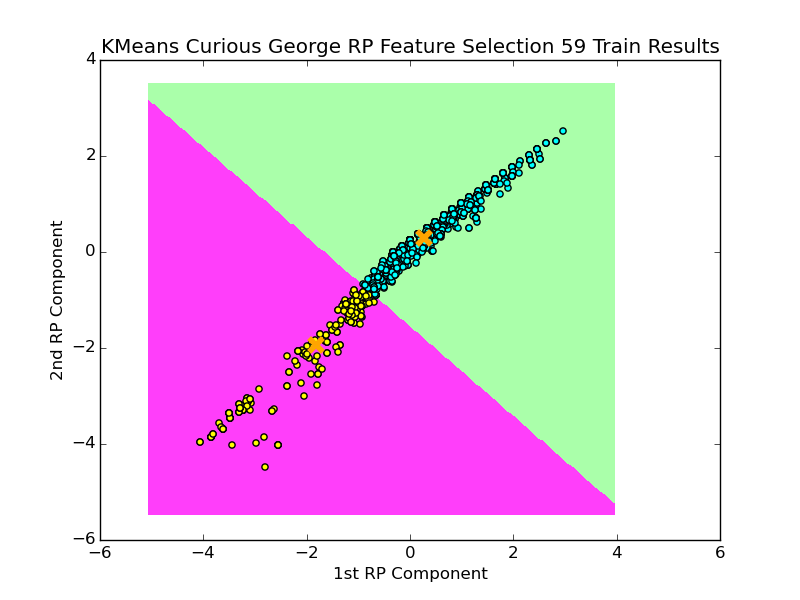 KMeans Curious George RP Feature Selection 59 Train Results
4
2
0
−2
−4
−6
2nd RP Component
−6 −4 −2 0 2 4 6
1st RP Component